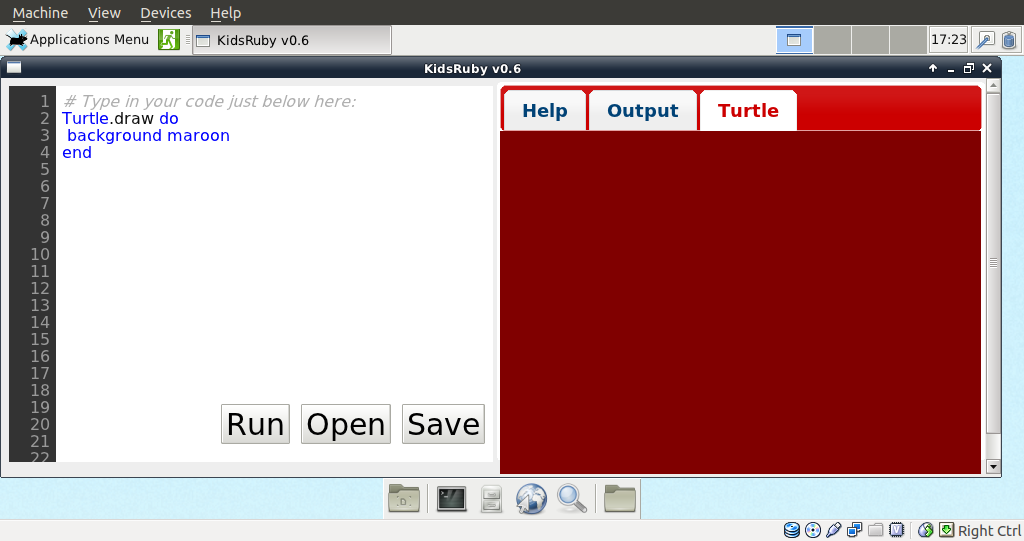 Machine View Devices Help
Applications Menu KidsRuby v0.6 17:23
KidsRuby v0.6
1 # Type in your code just below here:
2 Turtle.draw do
3 background maroon
4 end
5
6
7
8
9
10
11
12
13
14
15
16
17
18
19
20
21
22
Help Output Turtle
Run Open Save
Right Ctrl